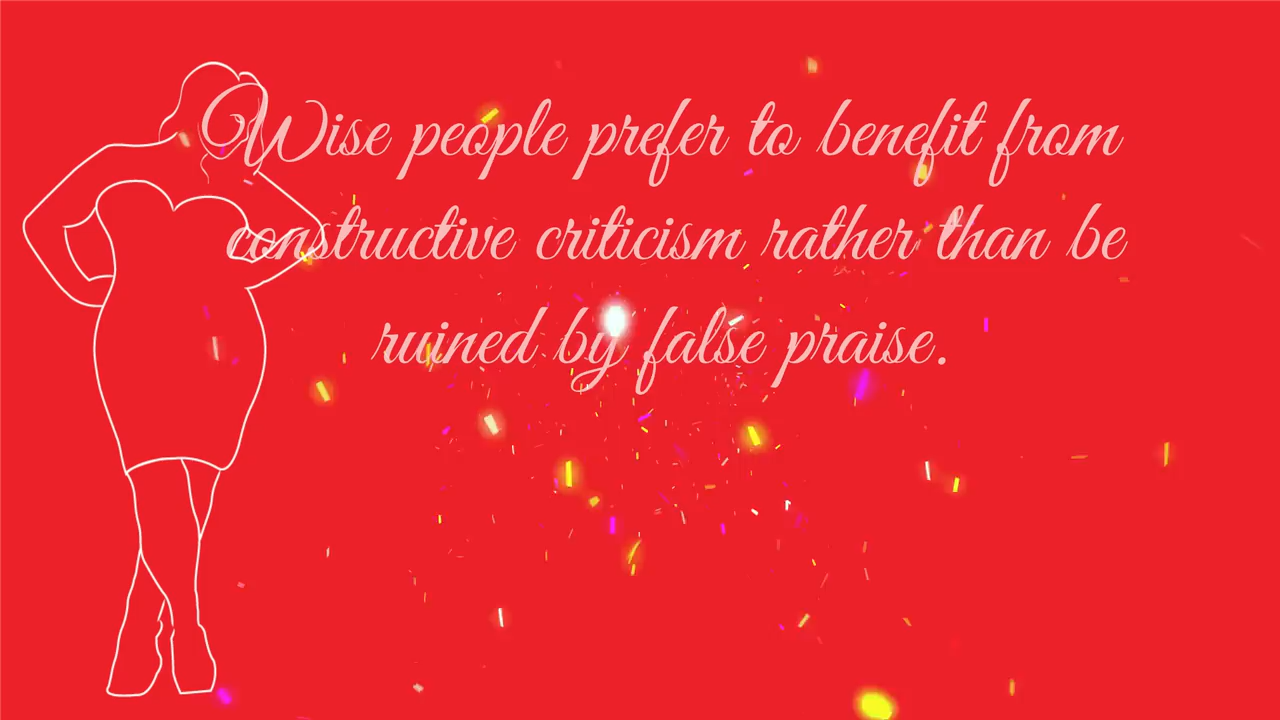 Wise people prefer to benefit from
constructive criticism rather than be
ruined by false praise.